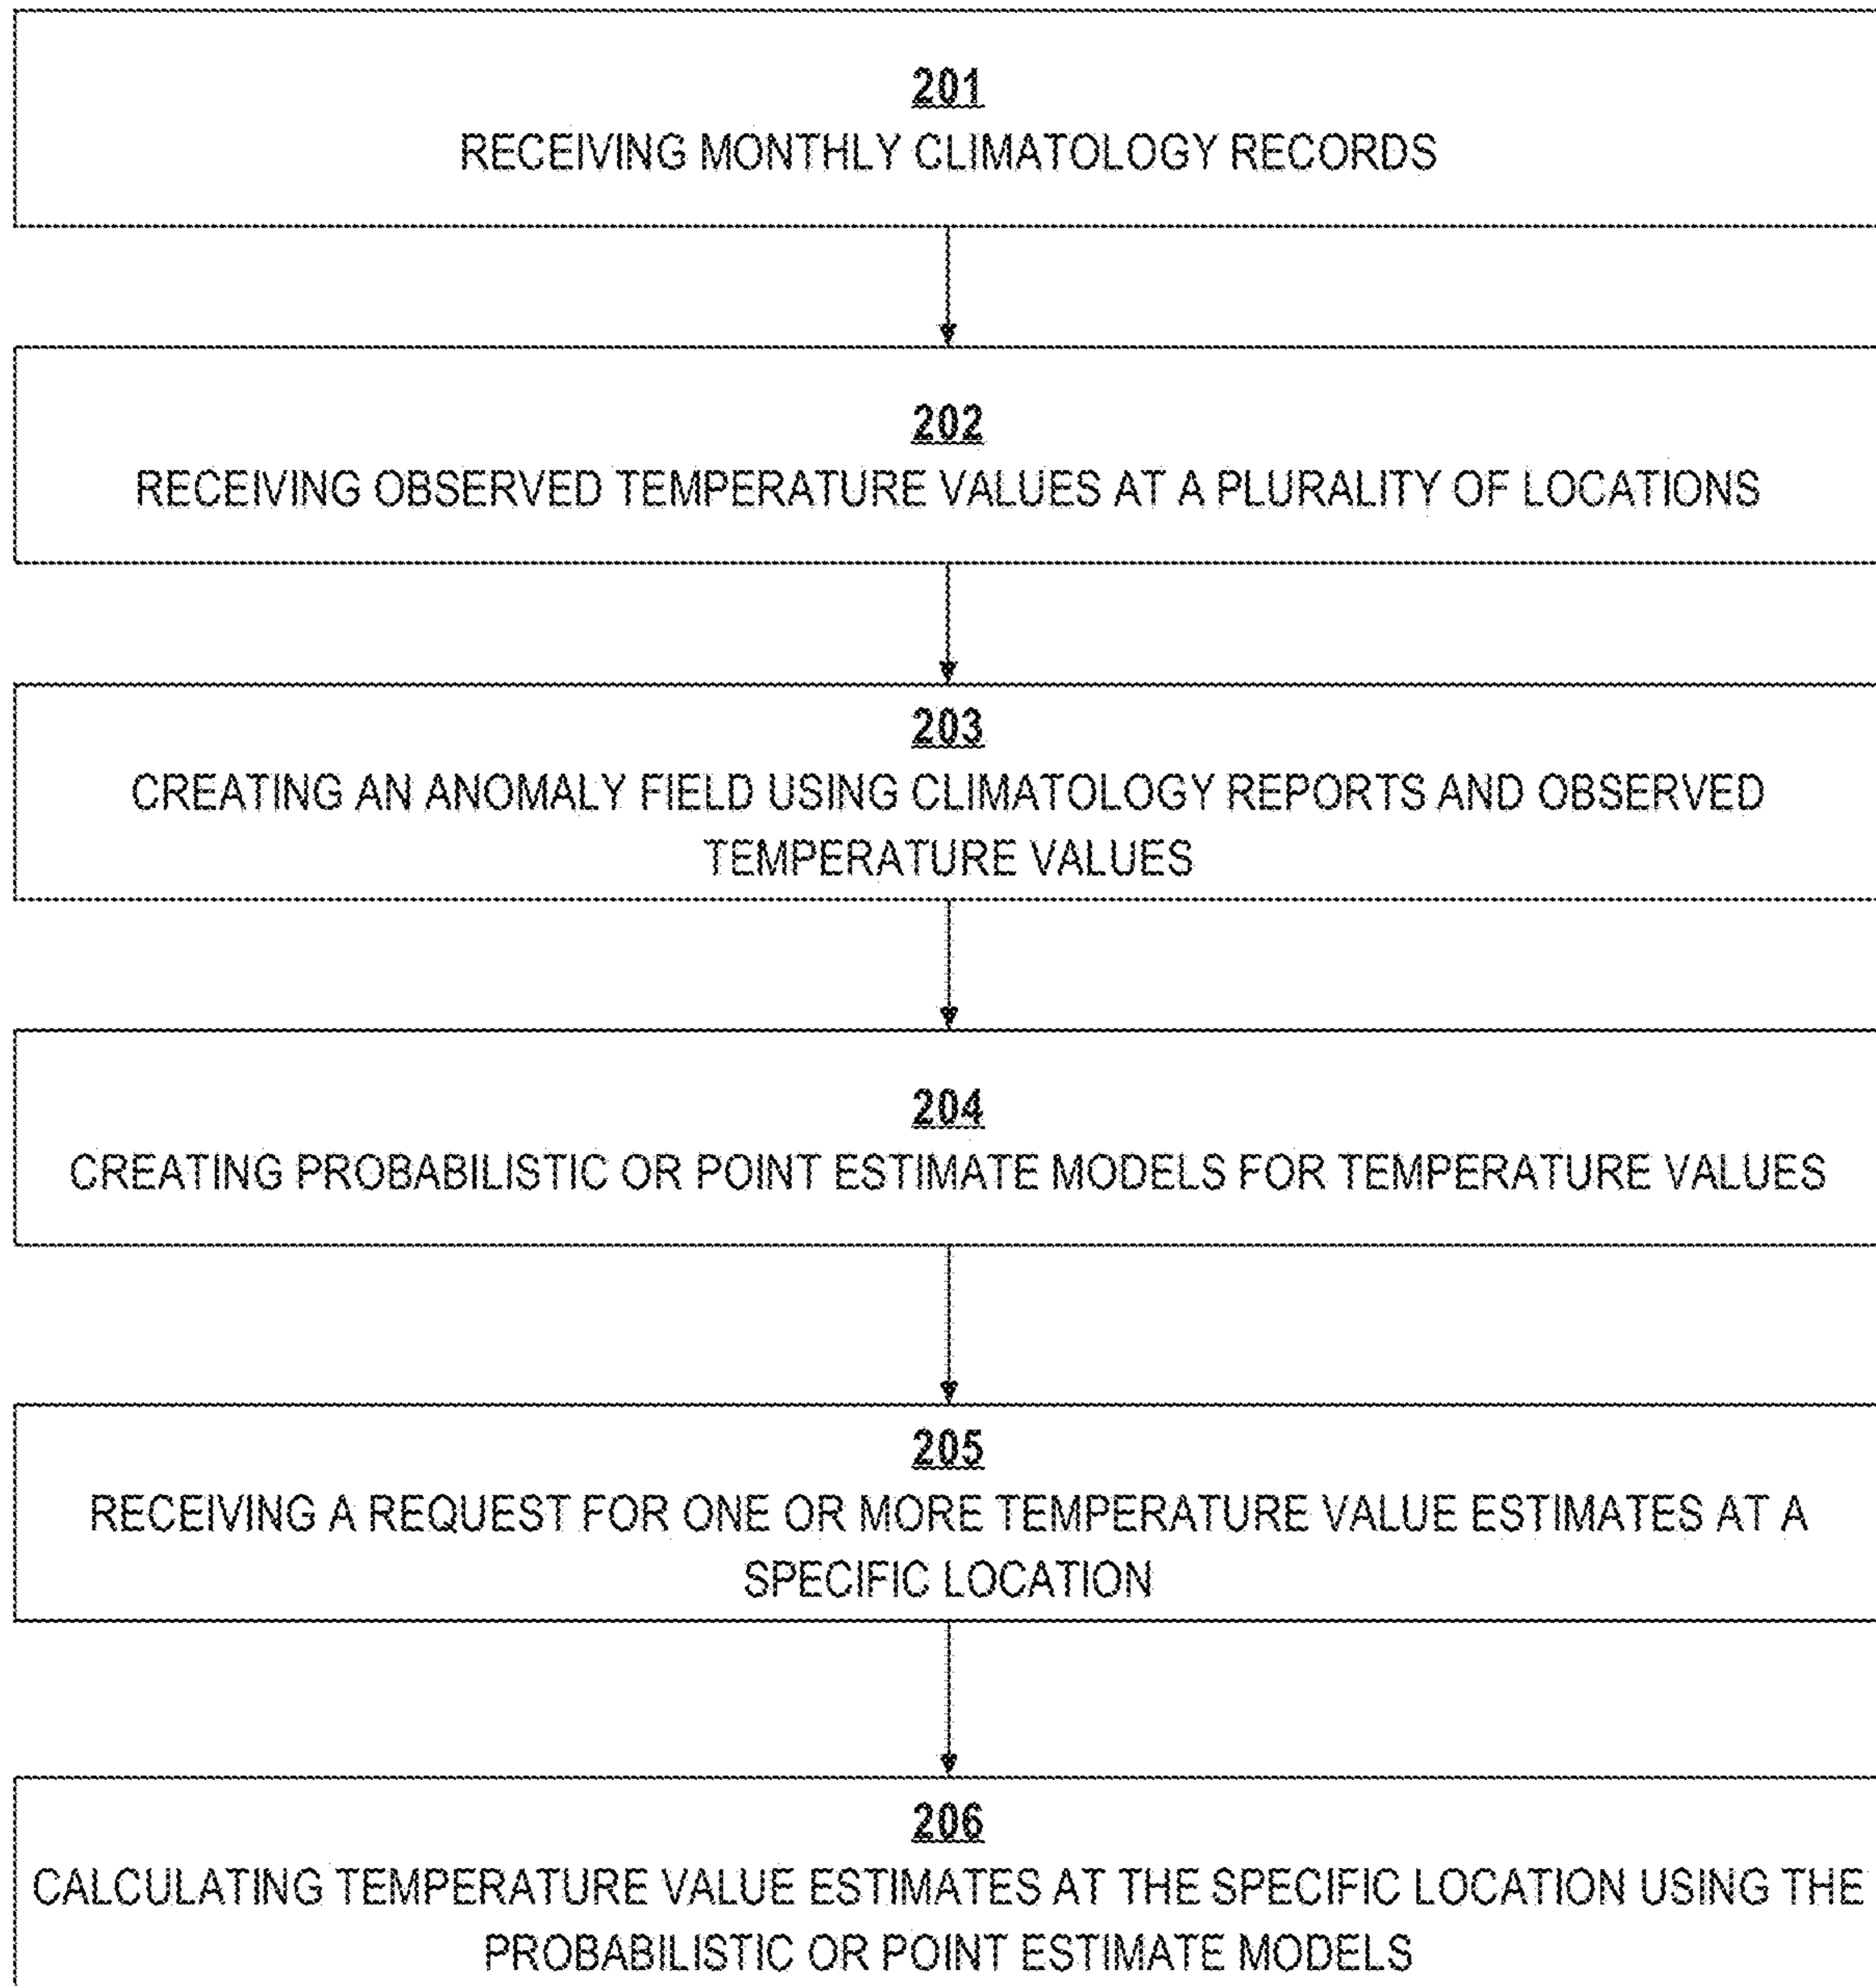 201
RECEIVING MONTHLY CLIMATOLOGY RECORDS
202
RECEIVING OBSERVED TEMPERATURE VALUES AT A PLURALITY OF LOCATIONS
203
CREATING AN ANOMALY FIELD USING CLIMATOLOGY REPORTS AND OBSERVED
TEMPERATURE VALUES
204
CREATING PROBABILISTIC OR POINT ESTIMATE MODELS FOR TEMPERATURE VALUES
205
RECEIVING A REQUEST FOR ONE OR MORE TEMPERATURE VALUE ESTIMATES AT A
SPECIFIC LOCATION
206
CALCULATING TEMPERATURE VALUE ESTIMATES AT THE SPECIFIC LOCATION USING THE
PROBABILISTIC OR POINT ESTIMATE MODELS